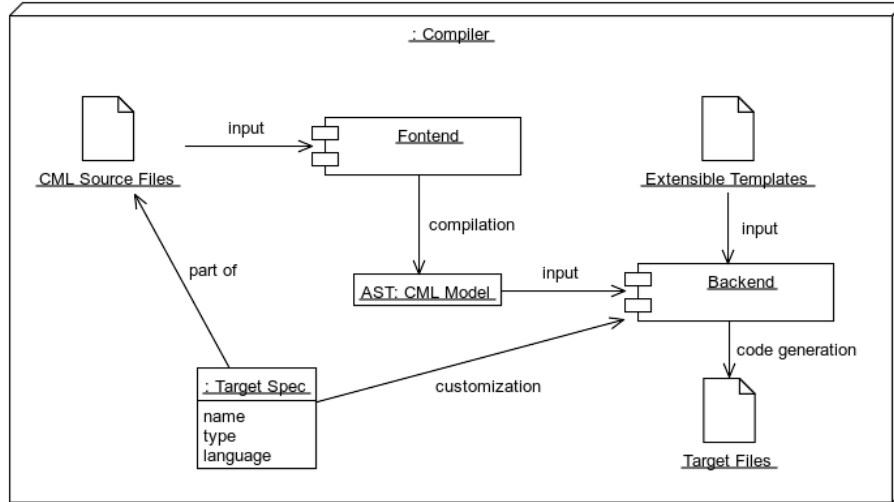 : Compiler
input
Fontend
CML Source Files
Extensible Templates
compilation
input
part of
input
AST: CML Model
Backend
code generation
: Target Spec
customization
name
type
language
Target Files